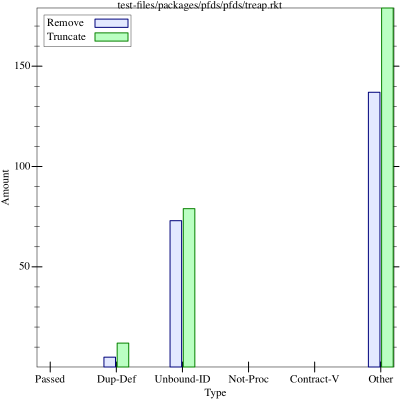 test-files/packages/pfds/pfds/treap.rkt
Remove
Truncate
150
100
50
Amount
Passed Dup-Def Unbound-ID Not-Proc Contract-V Other
Type